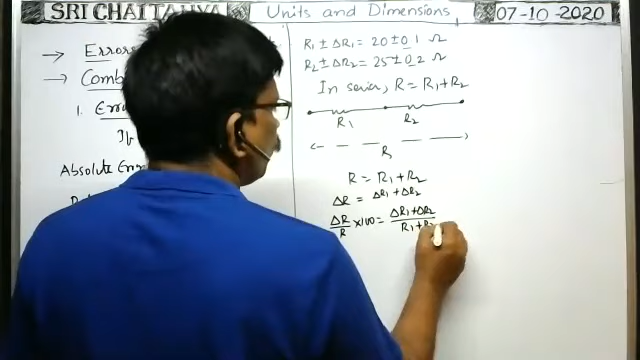 SRI CHAITANYA
Units and Dimensions
07-10-2020
→ Errors
→ Comb
1. Erro
If
Absolute Err
R₁ ± ΔR₁ = 20 ± 0.1 Ω
R₂ ± ΔR₂ = 25 ± 0.2 Ω
In series, R = R₁ + R₂
R₁ R₂
R
R = R₁ + R₂
ΔR = ΔR₁ + ΔR₂
ΔR/R × 100 = ΔR₁ + ΔR₂ / R₁ + R₂